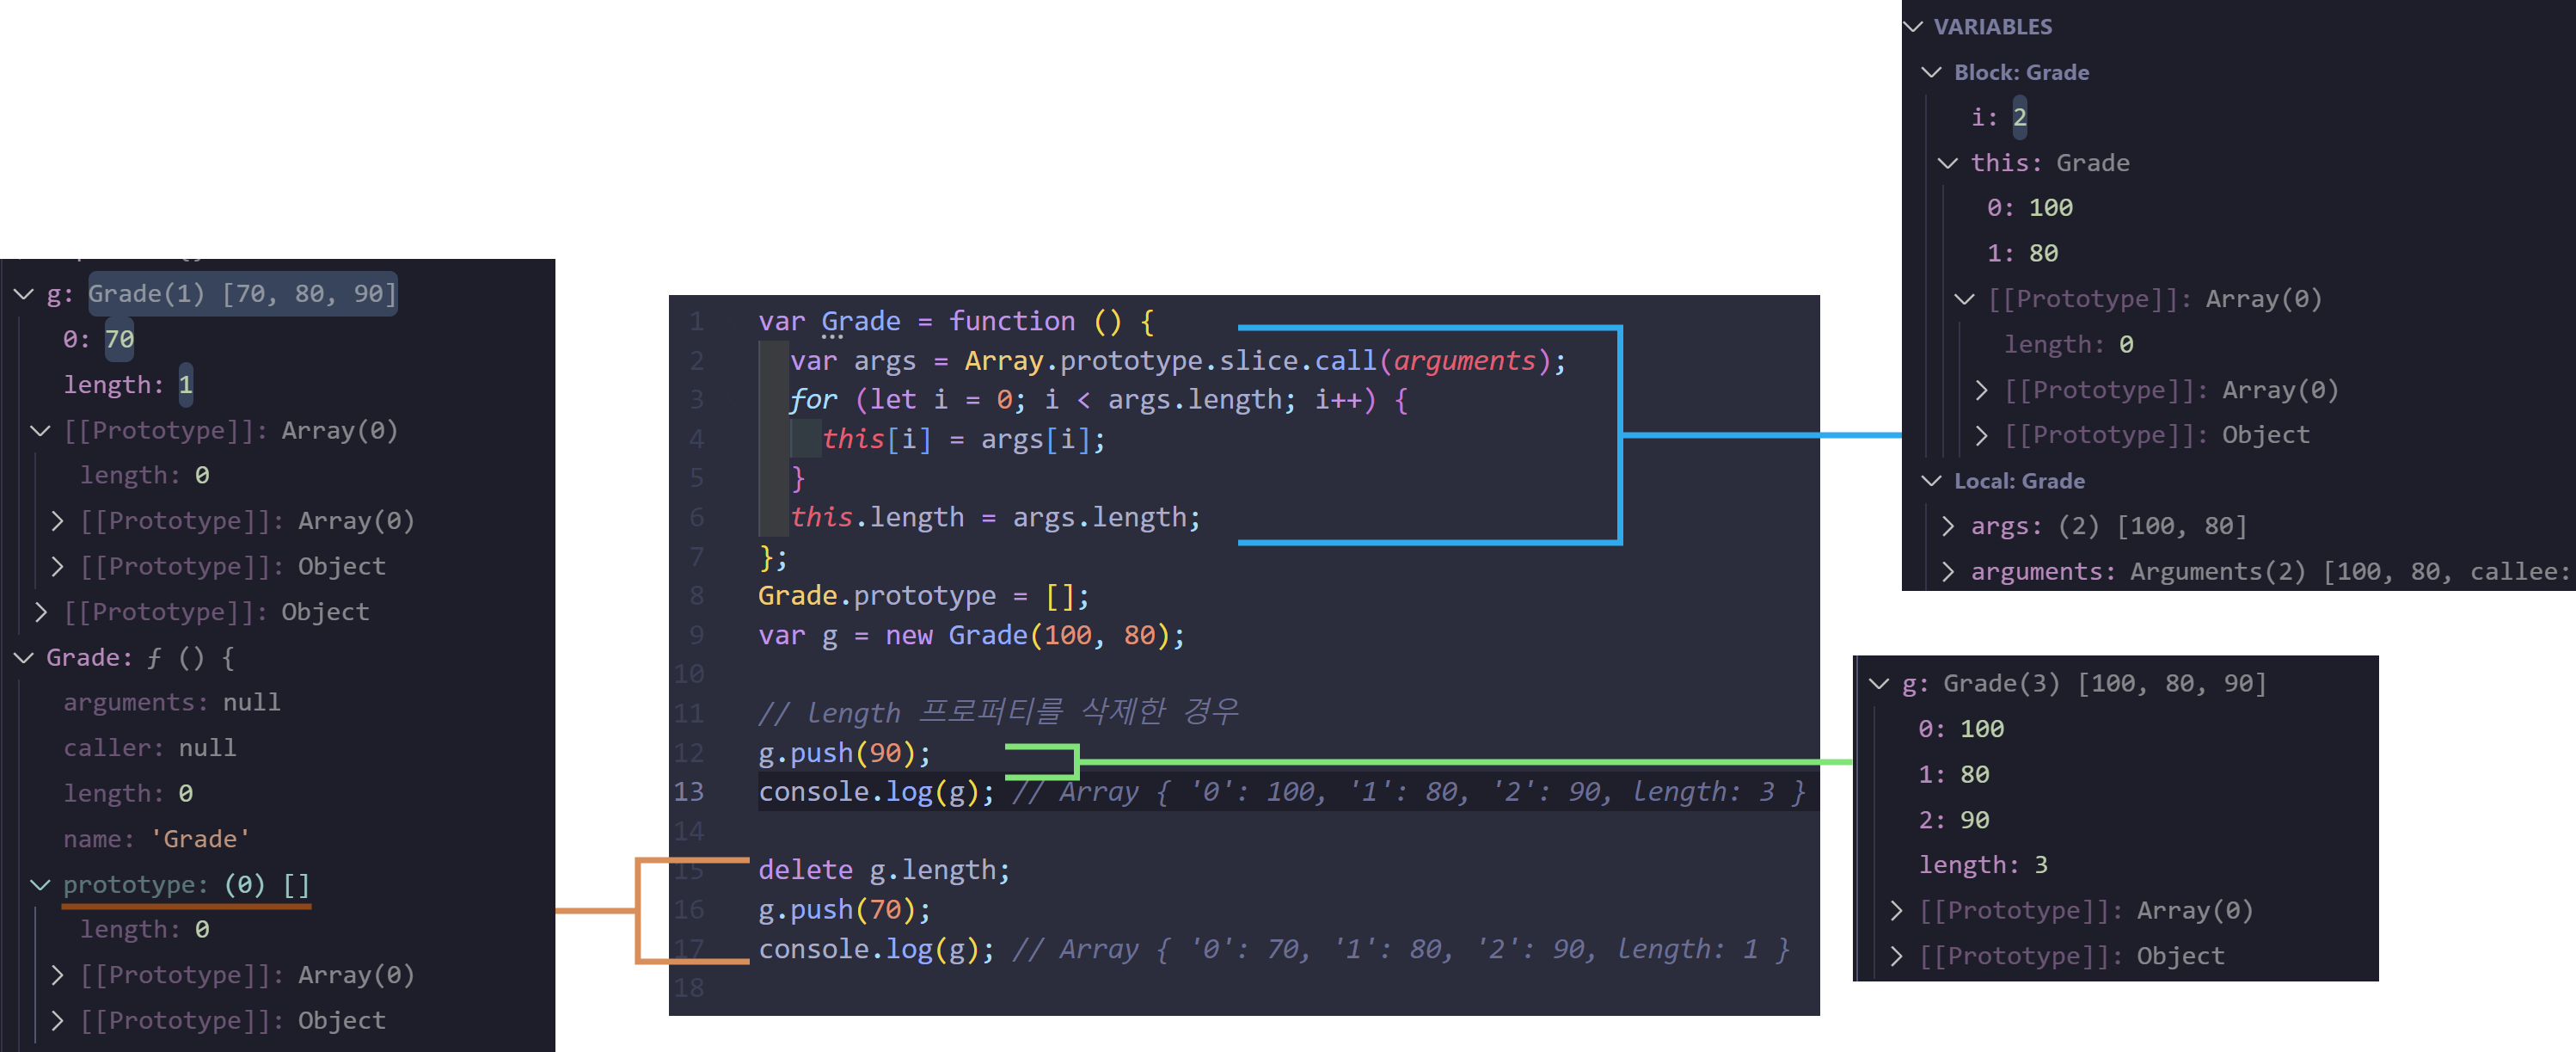 g: Grade(1) [70, 80, 90]
0: 70
length: 1
[[Prototype]]: Array(0)
length: 0
[[Prototype]]: Array(0)
[[Prototype]]: Object
[[Prototype]]: Object
Grade: ƒ () {
arguments: null
caller: null
length: 0
name: 'Grade'
prototype: (0) []
length: 0
[[Prototype]]: Array(0)
[[Prototype]]: Object
1 var Grade = function () {
2 var args = Array.prototype.slice.call(arguments);
3 for (let i = 0; i < args.length; i++) {
4 this[i] = args[i];
5 }
6 this.length = args.length;
7 };
8 Grade.prototype = [];
9 var g = new Grade(100, 80);
10
11 // length 프로퍼티를 삭제한 경우
12 g.push(90);
13 console.log(g); // Array { '0': 100, '1': 80, '2': 90, length: 3 }
14
15 delete g.length;
16 g.push(70);
17 console.log(g); // Array { '0': 70, '1': 80, '2': 90, length: 1 }
18
VARIABLES
Block: Grade
i: 2
this: Grade
0: 100
1: 80
[[Prototype]]: Array(0)
length: 0
[[Prototype]]: Array(0)
[[Prototype]]: Object
Local: Grade
args: (2) [100, 80]
arguments: Arguments(2) [100, 80, callee:
g: Grade(3) [100, 80, 90]
0: 100
1: 80
2: 90
length: 3
[[Prototype]]: Array(0)
[[Prototype]]: Object